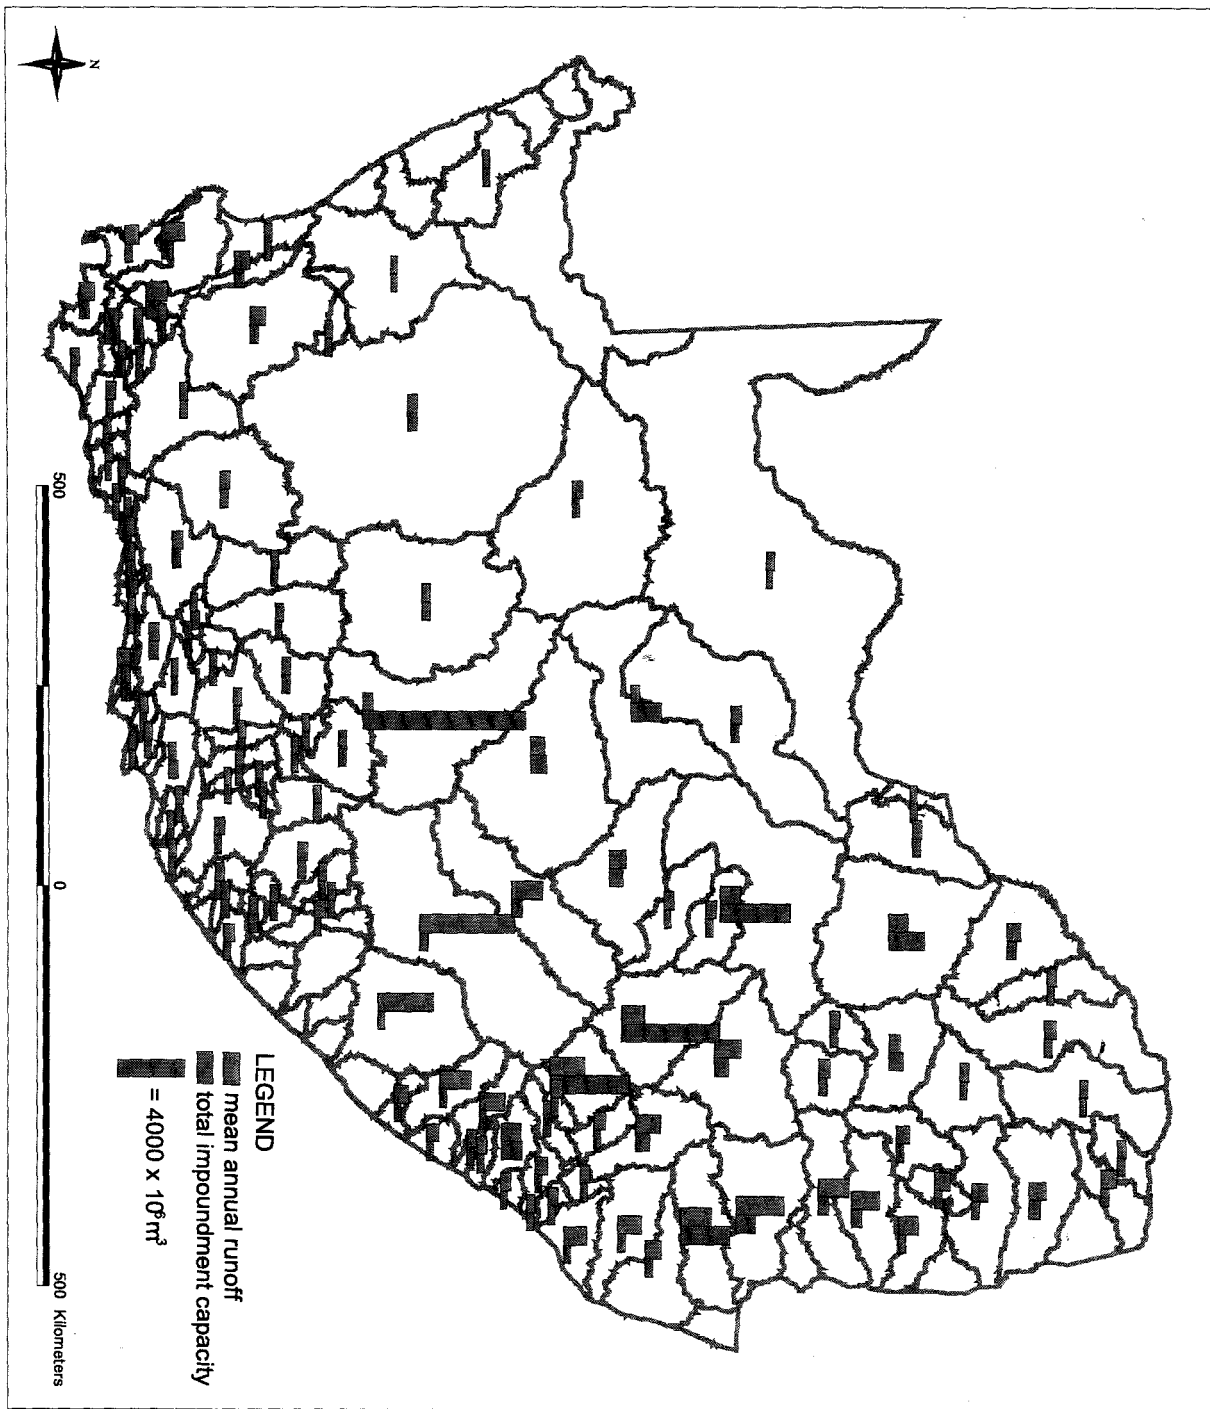 N
LEGEND
mean annual runoff
total impoundment capacity
= 4000 x 10⁶m³
500 0 500 Kilometers